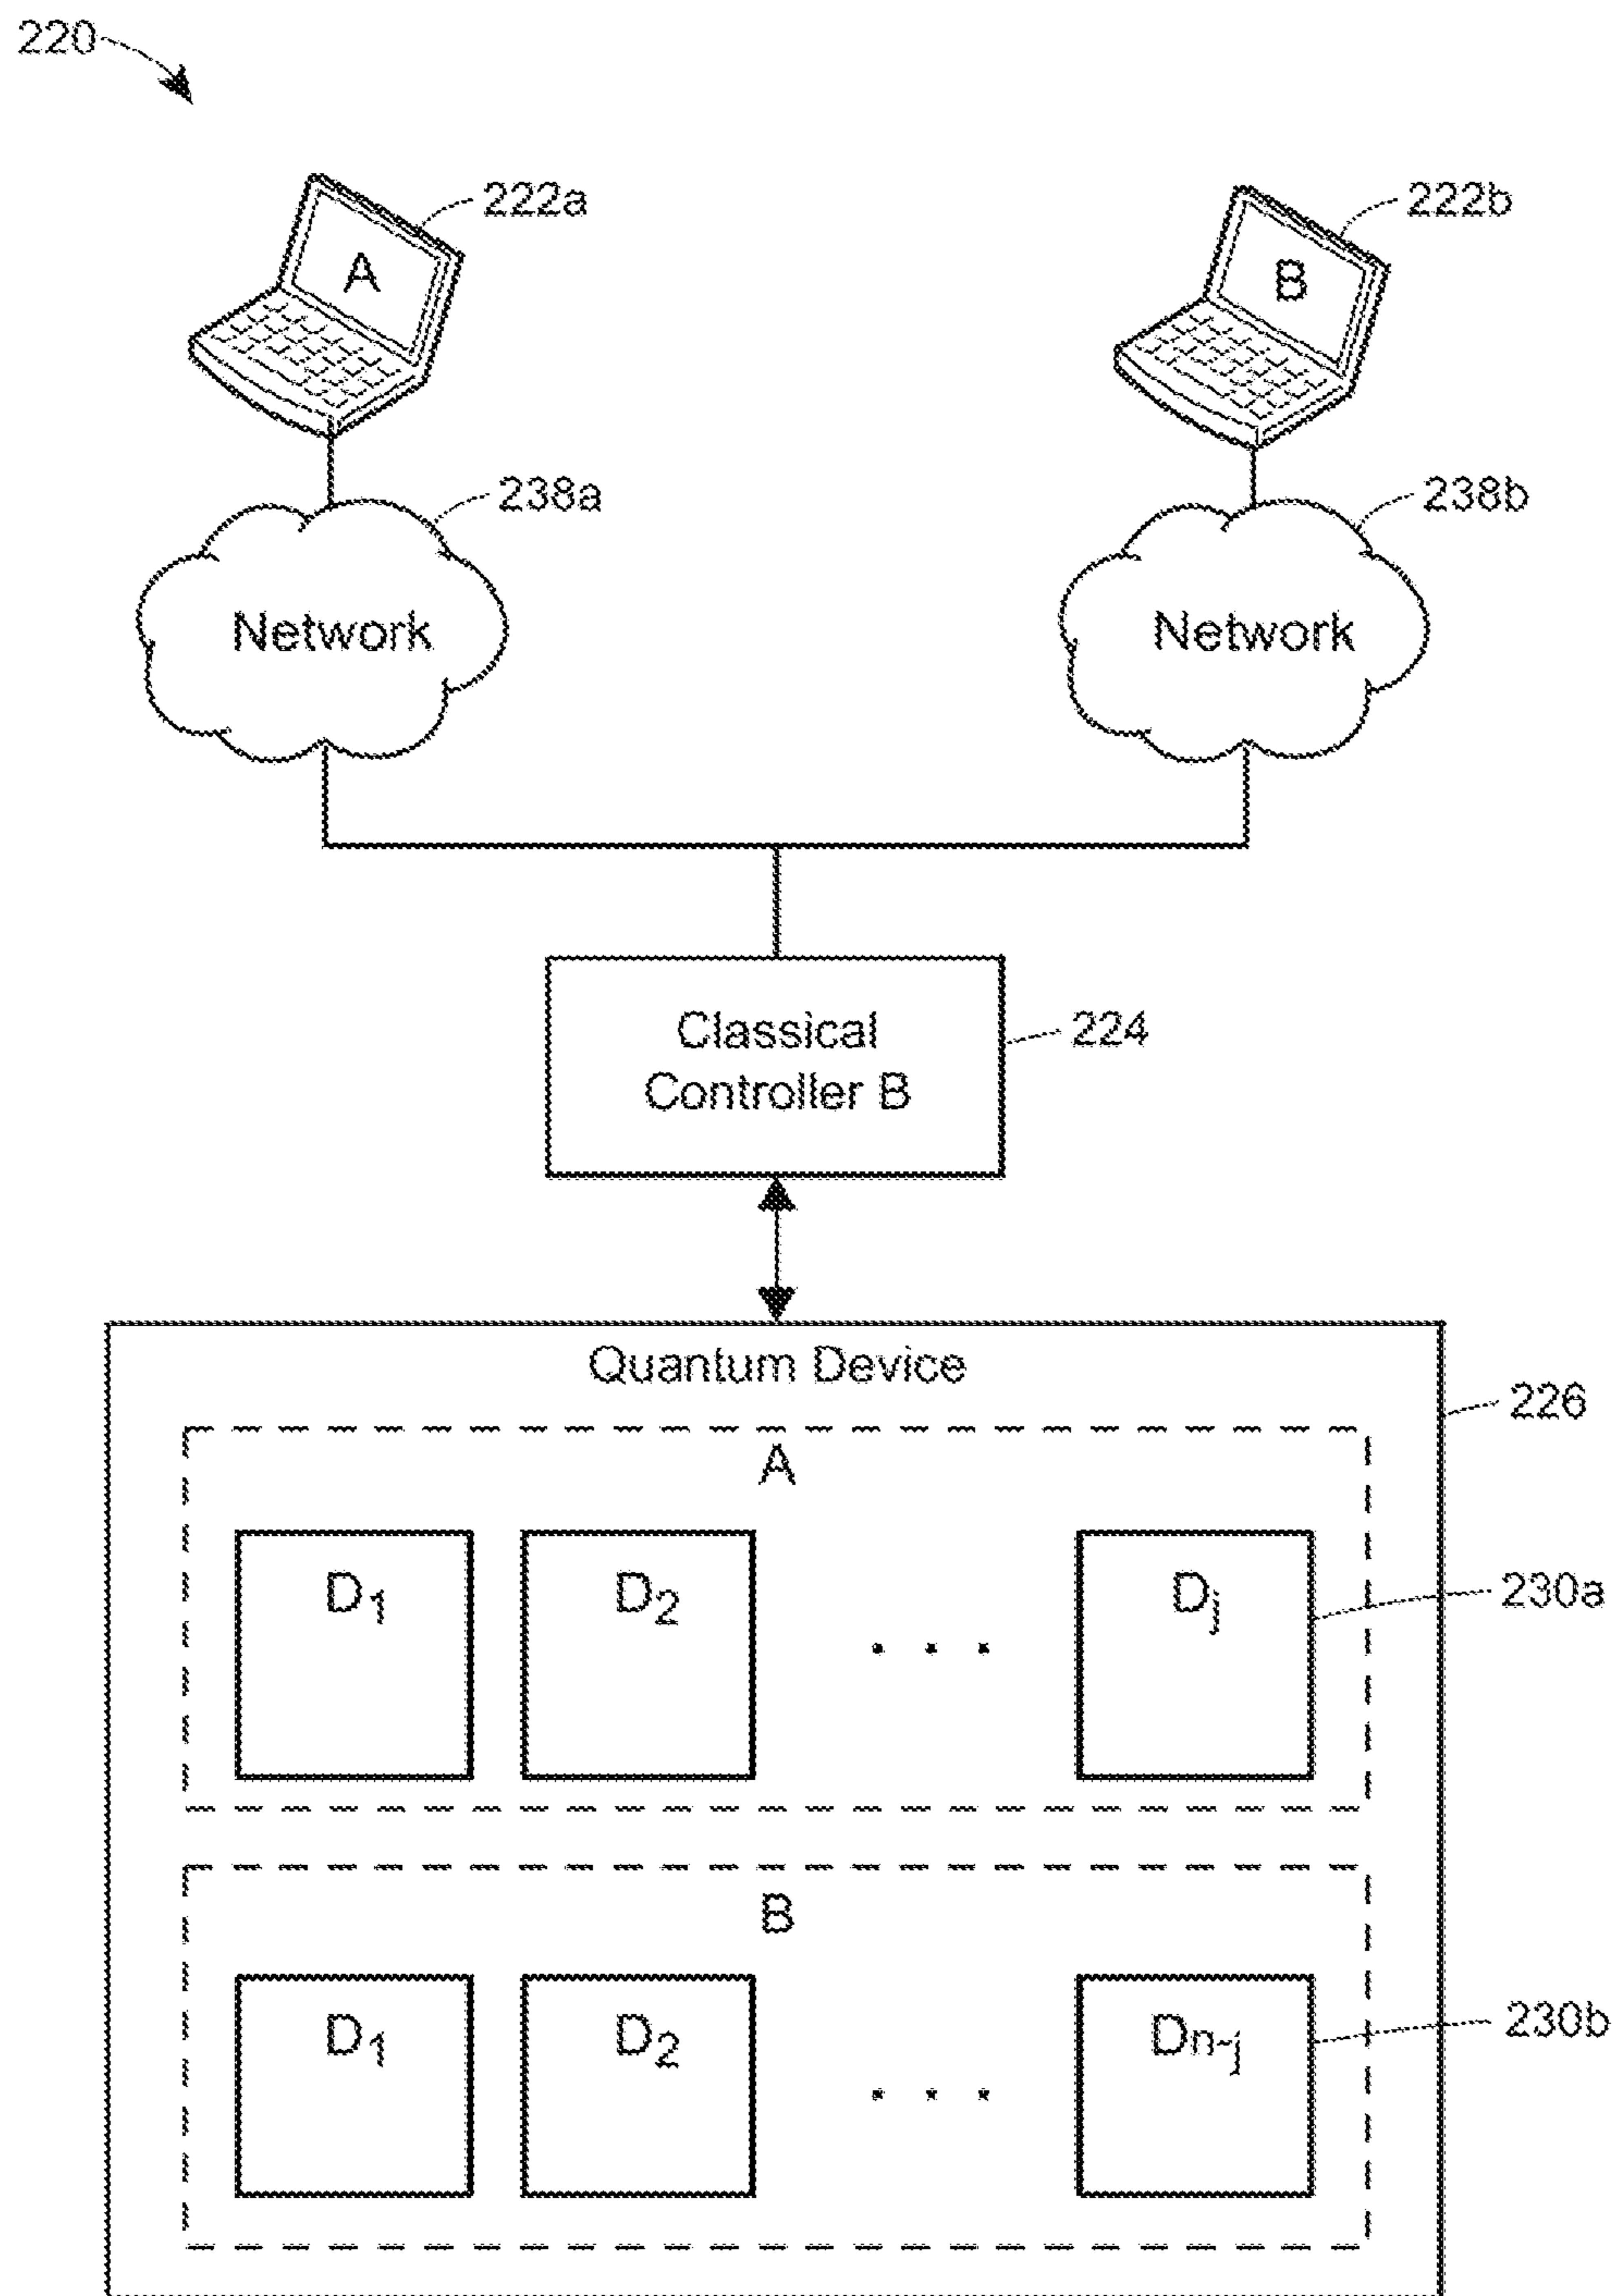 220
222a
222b
A
B
238a
238b
Network
Network
Classical
Controller B
224
Quantum Device
226
A
D1
D2
. . .
Dj
230a
B
D1
D2
. . .
Dn-j
230b